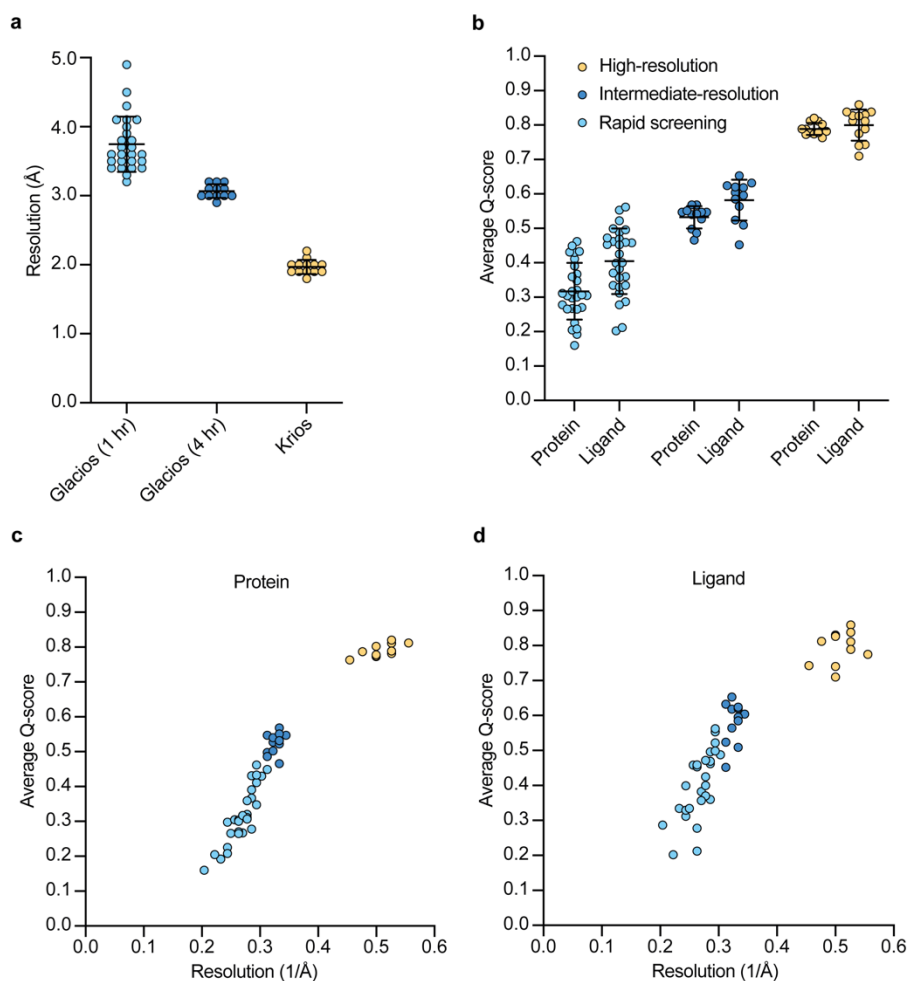 a
5.0
4.0
3.0
2.0
1.0
0.0
Resolution (Å)
Glacios (1 hr)
Glacios (4 hr)
Krios
b
1.0
0.9
0.8
0.7
0.6
0.5
0.4
0.3
0.2
0.1
0.0
Average Q-score
High-resolution
Intermediate-resolution
Rapid screening
Protein
Ligand
Protein
Ligand
Protein
Ligand
c
Protein
1.0
0.9
0.8
0.7
0.6
0.5
0.4
0.3
0.2
0.1
0.0
Average Q-score
0.0 0.1 0.2 0.3 0.4 0.5 0.6
Resolution (1/Å)
d
Ligand
1.0
0.9
0.8
0.7
0.6
0.5
0.4
0.3
0.2
0.1
0.0
Average Q-score
0.0 0.1 0.2 0.3 0.4 0.5 0.6
Resolution (1/Å)